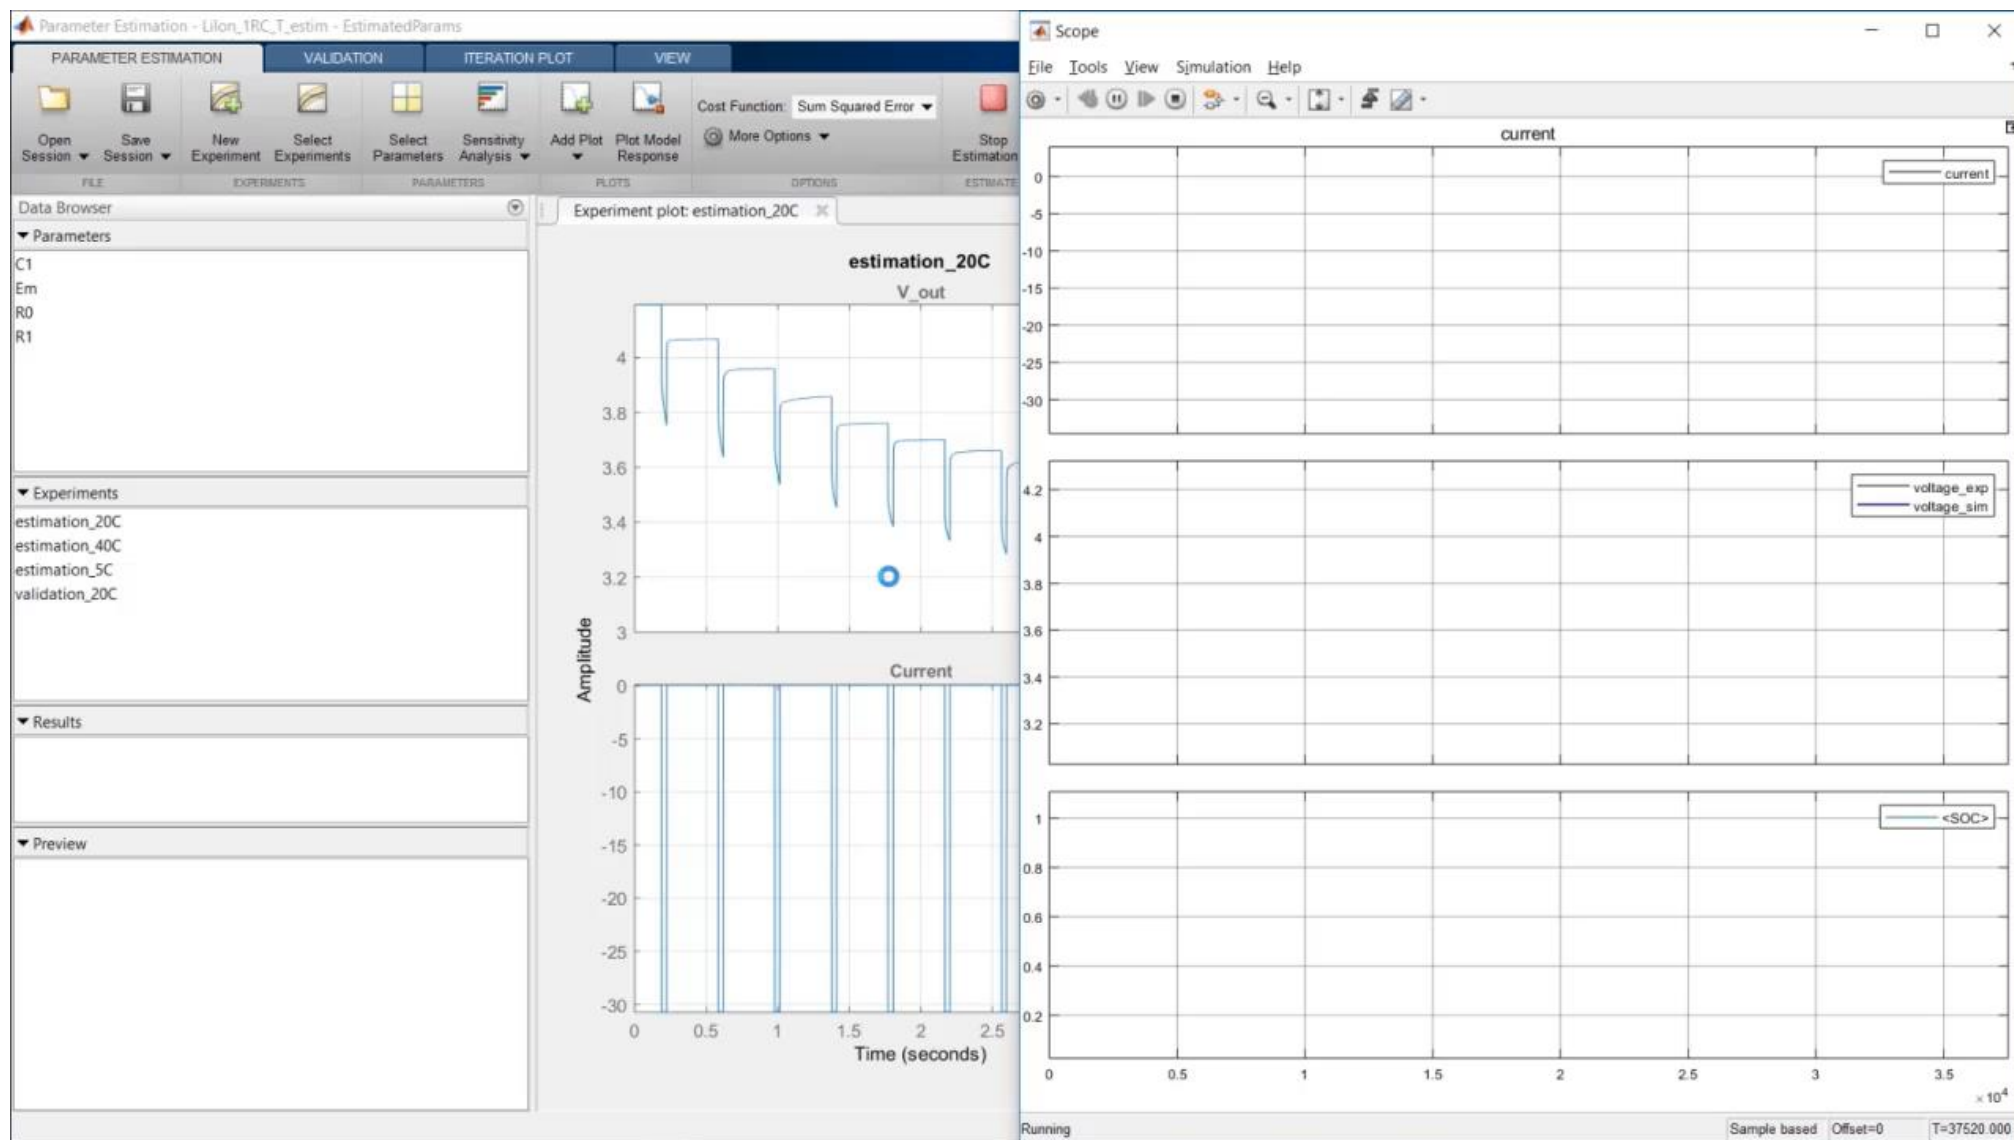 Parameter Estimation - LiIon_1RC_T_estim - EstimatedParams
PARAMETER ESTIMATION VALIDATION ITERATION PLOT VIEW
Open Session
Save Session
New Experiment
Select Experiments
Select Parameters
Sensitivity Analysis
Add Plot
Plot Model Response
Cost Function: Sum Squared Error
More Options
Stop Estimation
FILE EXPERIMENTS PARAMETERS PLOTS OPTIONS ESTIMATE
Data Browser
Parameters
C1
Em
R0
R1
Experiments
estimation_20C
estimation_40C
estimation_5C
validation_20C
Results
Preview
Experiment plot: estimation_20C
estimation_20C
V_out
4
3.8
3.6
3.4
3.2
3
Amplitude
Current
0
-5
-10
-15
-20
-25
-30
0 0.5 1 1.5 2 2.5
Time (seconds)
Scope
File Tools View Simulation Help
current
current
0
-5
-10
-15
-20
-25
-30
voltage_exp
voltage_sim
4.2
4
3.8
3.6
3.4
3.2
<SOC>
1
0.8
0.6
0.4
0.2
0 0.5 1 1.5 2 2.5 3 3.5
×10⁴
Running
Sample based Offset=0 T=37520.000